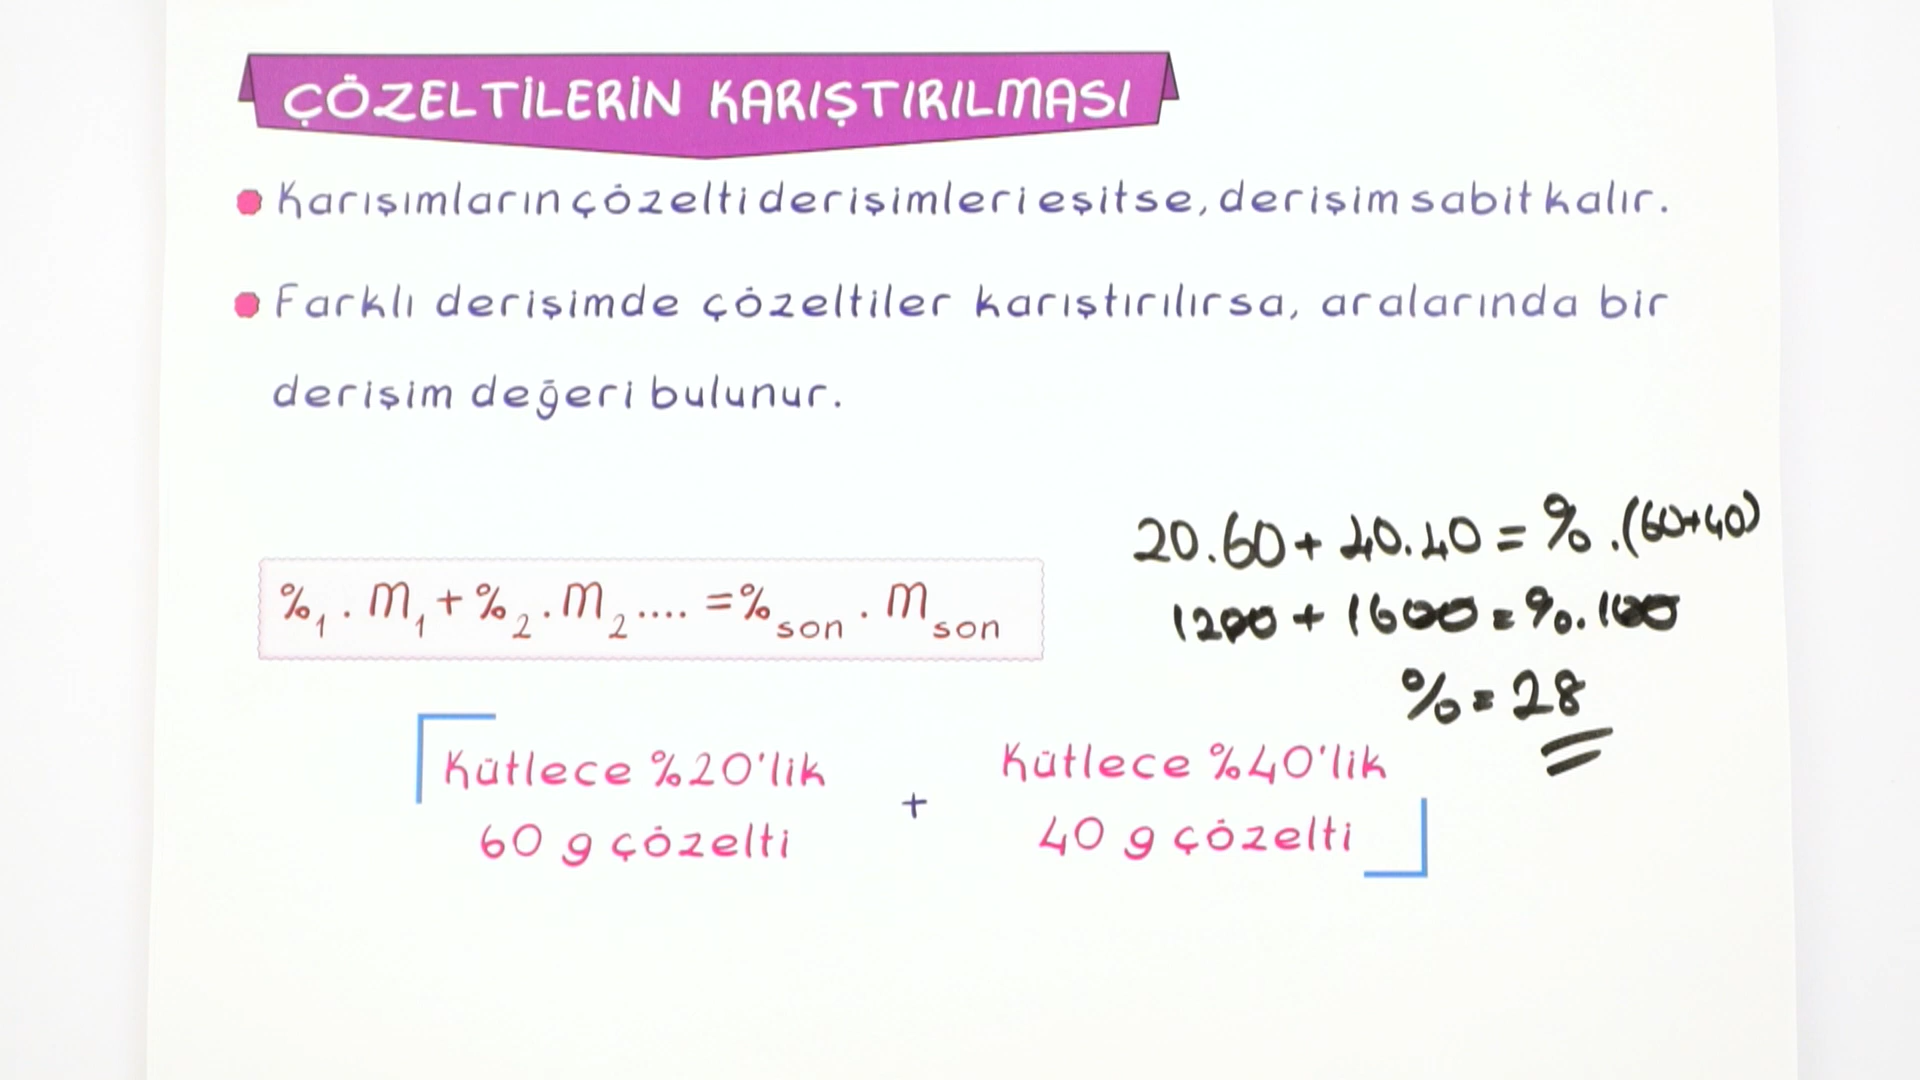 ÇÖZELTİLERİN KARIŞTIRILMASI
Karışımların çözelti derişimleri eşitse, derişim sabit kalır.
Farklı derişimde çözeltiler karıştırılırsa, aralarında bir
derişim değeri bulunur.
20.60 + 40.40 = % .(60+40)
%₁ . m₁ + %₂ . m₂ .... = %son . mson
1200 + 1600 = %.100
% = 28
Kütlece %20'lik
60 g çözelti
+
Kütlece %40'lik
40 g çözelti